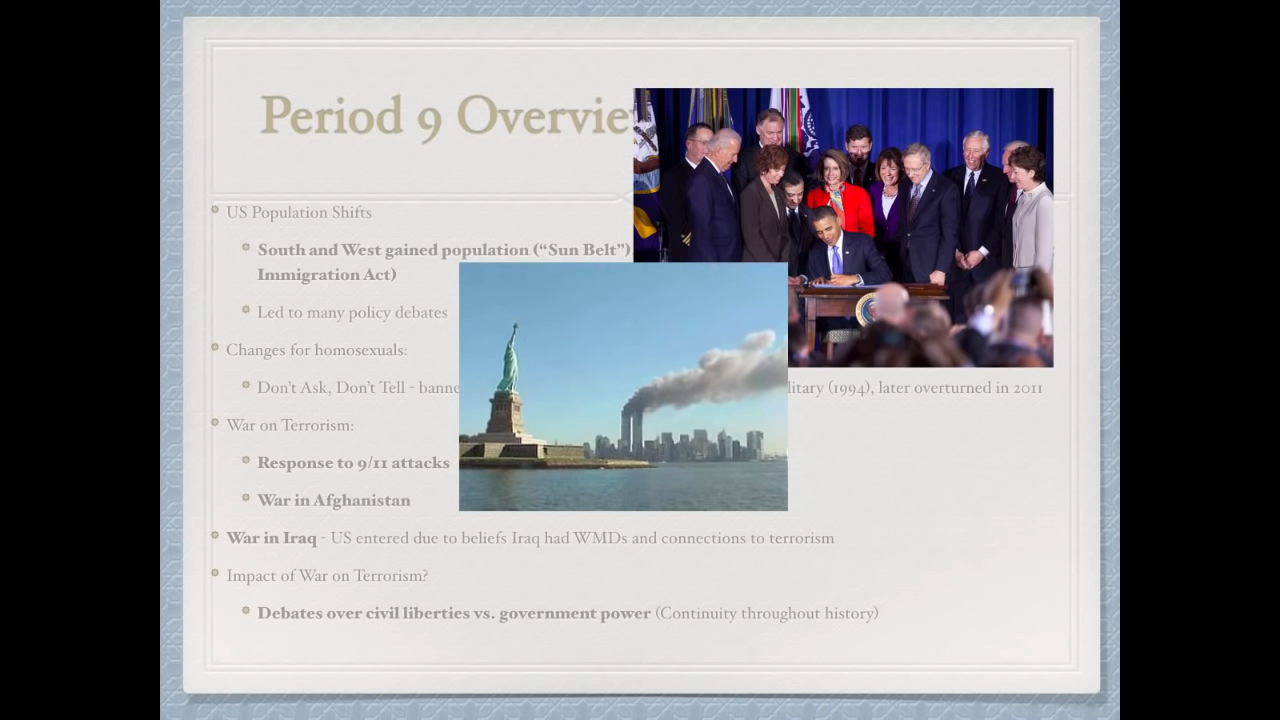 Period 9 Overvie
US Population Shifts
South and West gained population (“Sun Belt”)
Immigration Act)
Led to many policy debates
Changes for homosexuals:
Don’t Ask, Don’t Tell - banne litary (1994), later overturned in 2011
War on Terrorism:
Response to 9/11 attacks
War in Afghanistan
War in Iraq - US entered due to beliefs Iraq had WMDs and connections to terrorism
Impact of War on Terrorism?
Debates over civil liberties vs. government power (Continuity throughout history)